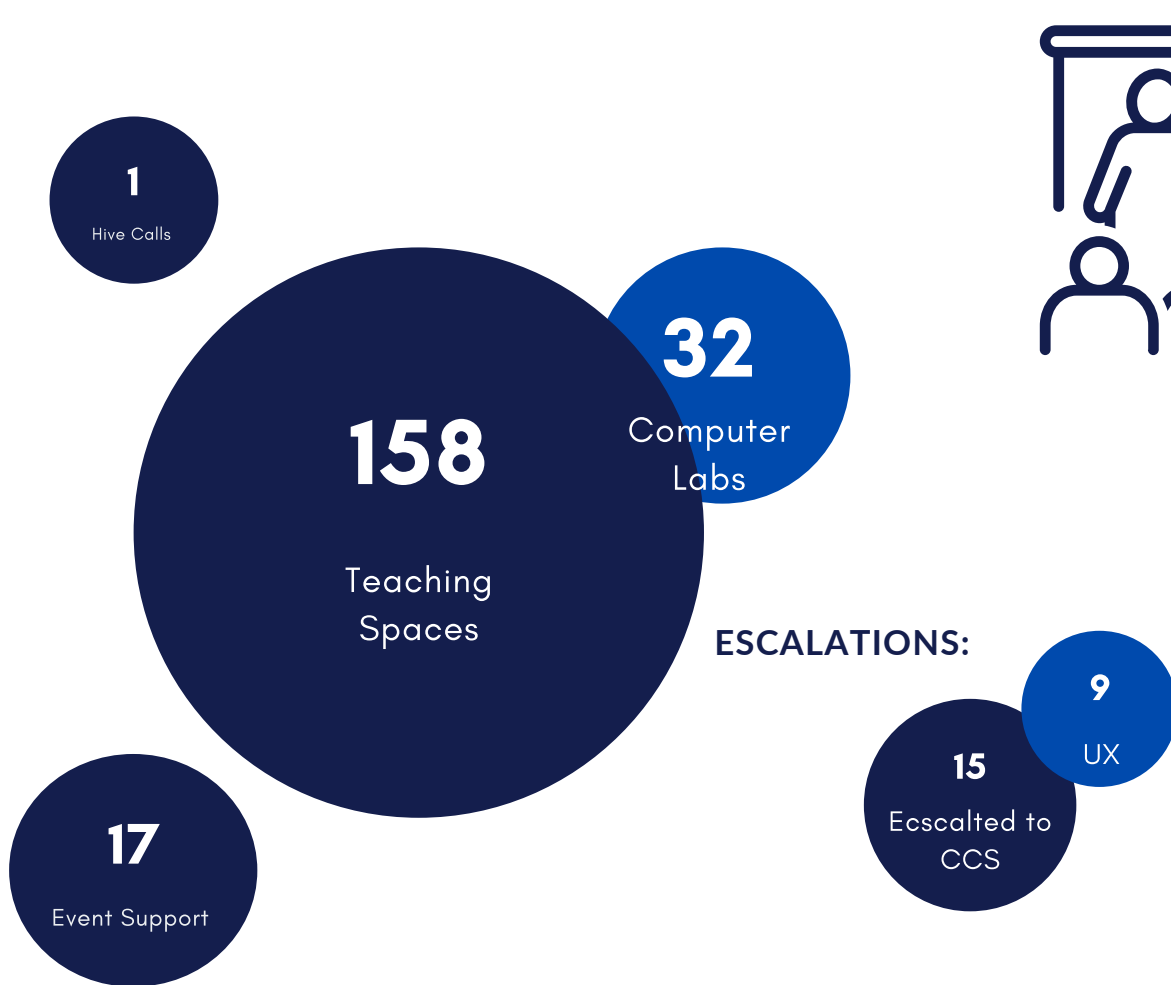 1
Hive Calls
32
Computer
Labs
158
Teaching
Spaces
ESCALATIONS:
9
UX
15
Ecscalted to
CCS
17
Event Support